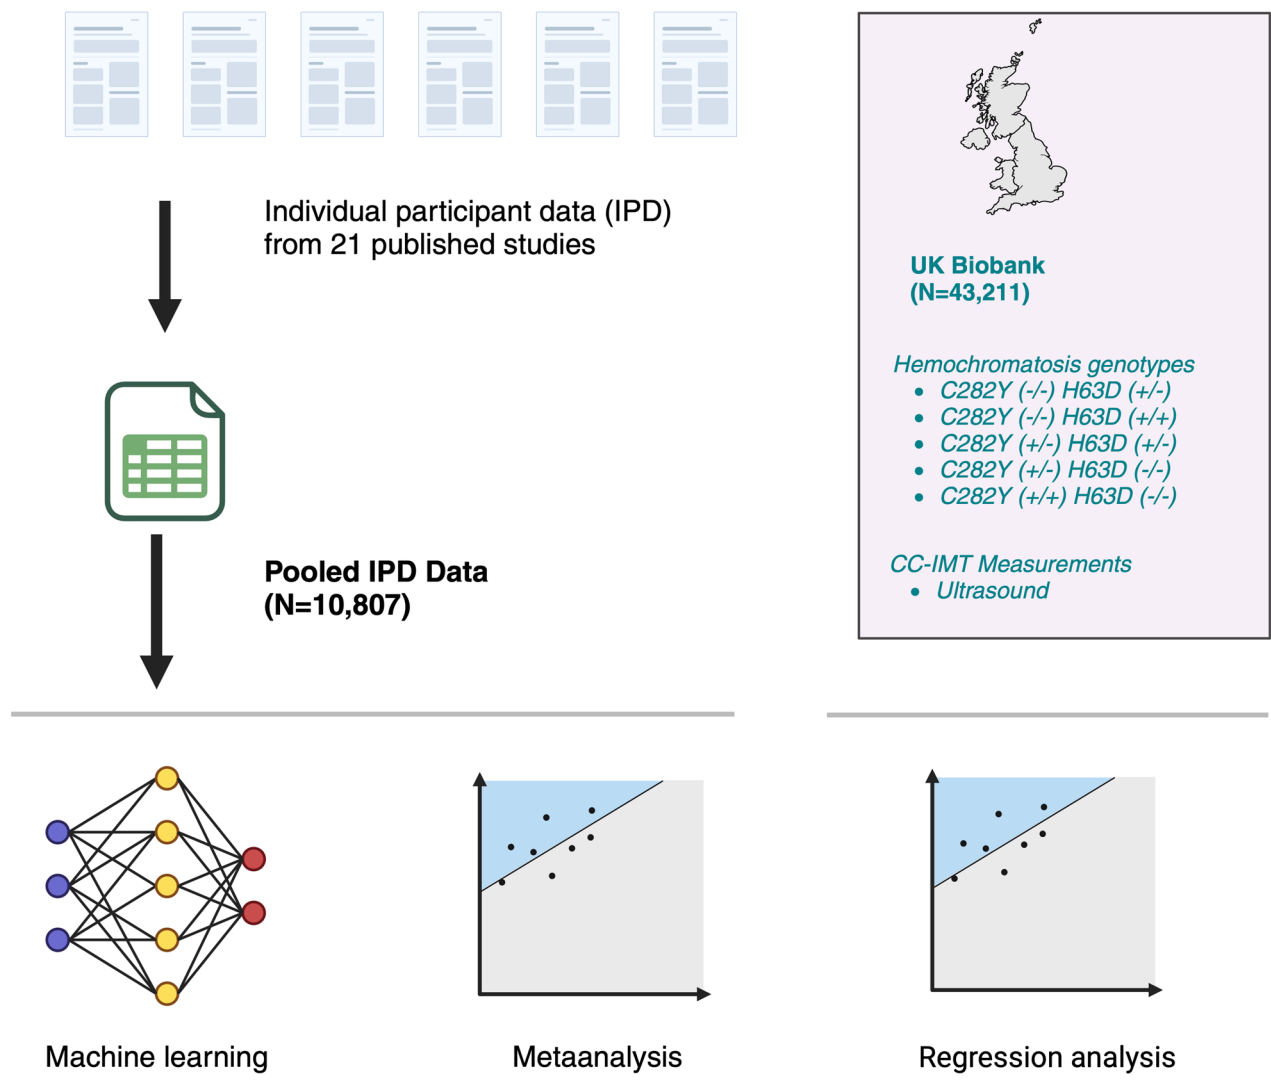 Individual participant data (IPD)
from 21 published studies
Pooled IPD Data
(N=10,807)
UK Biobank
(N=43,211)
Hemochromatosis genotypes
• C282Y (-/-) H63D (+/-)
• C282Y (-/-) H63D (+/+)
• C282Y (+/-) H63D (+/-)
• C282Y (+/-) H63D (-/-)
• C282Y (+/+) H63D (-/-)
CC-IMT Measurements
• Ultrasound
Machine learning
Metaanalysis
Regression analysis